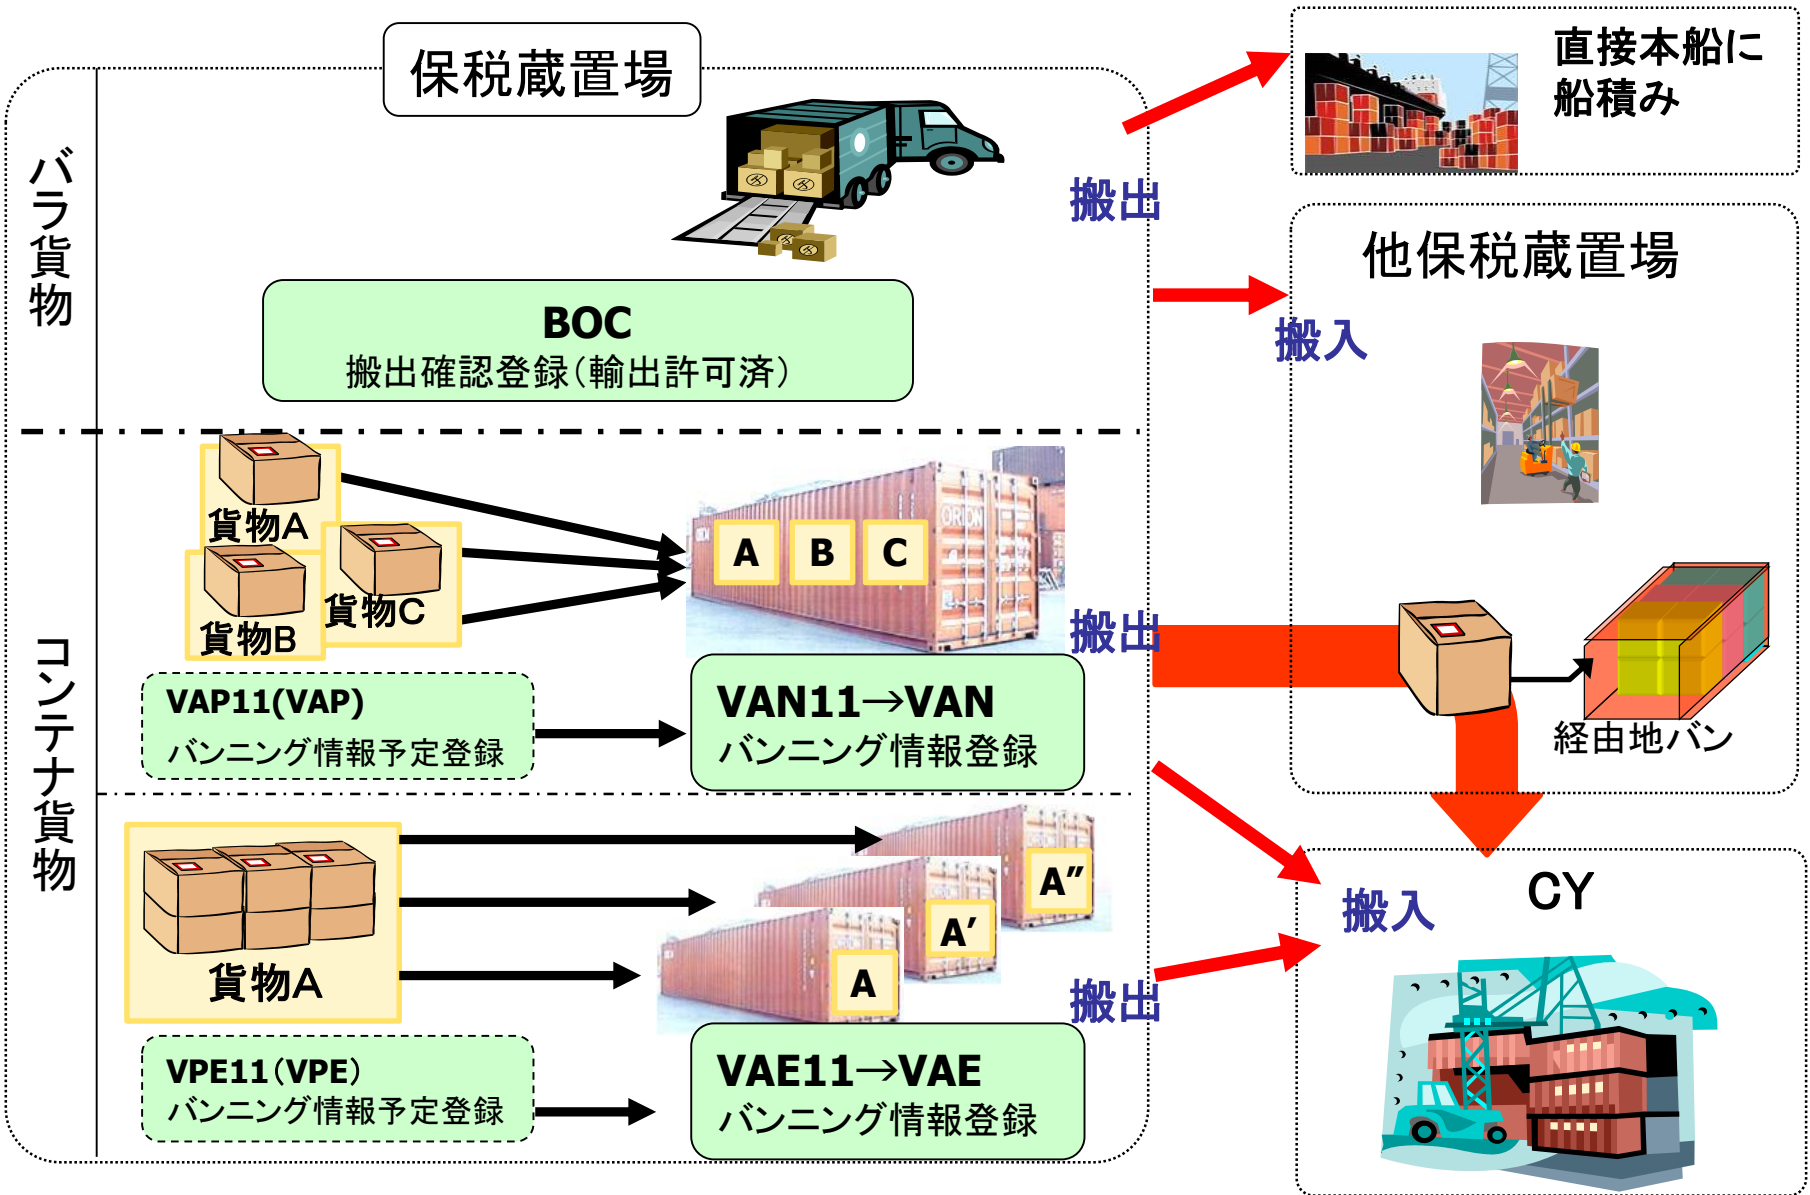 保税蔵置場
バラ貨物
搬出
BOC
搬出確認登録(輸出許可済)
直接本船に
船積み
他保税蔵置場
搬入
経由地バン
コンテナ貨物
貨物A
貨物B
貨物C
A B C
ORION
搬出
VAP11(VAP)
バンニング情報予定登録
VAN11→VAN
バンニング情報登録
貨物A
A
A′
A″
搬出
VPE11(VPE)
バンニング情報予定登録
VAE11→VAE
バンニング情報登録
CY
搬入